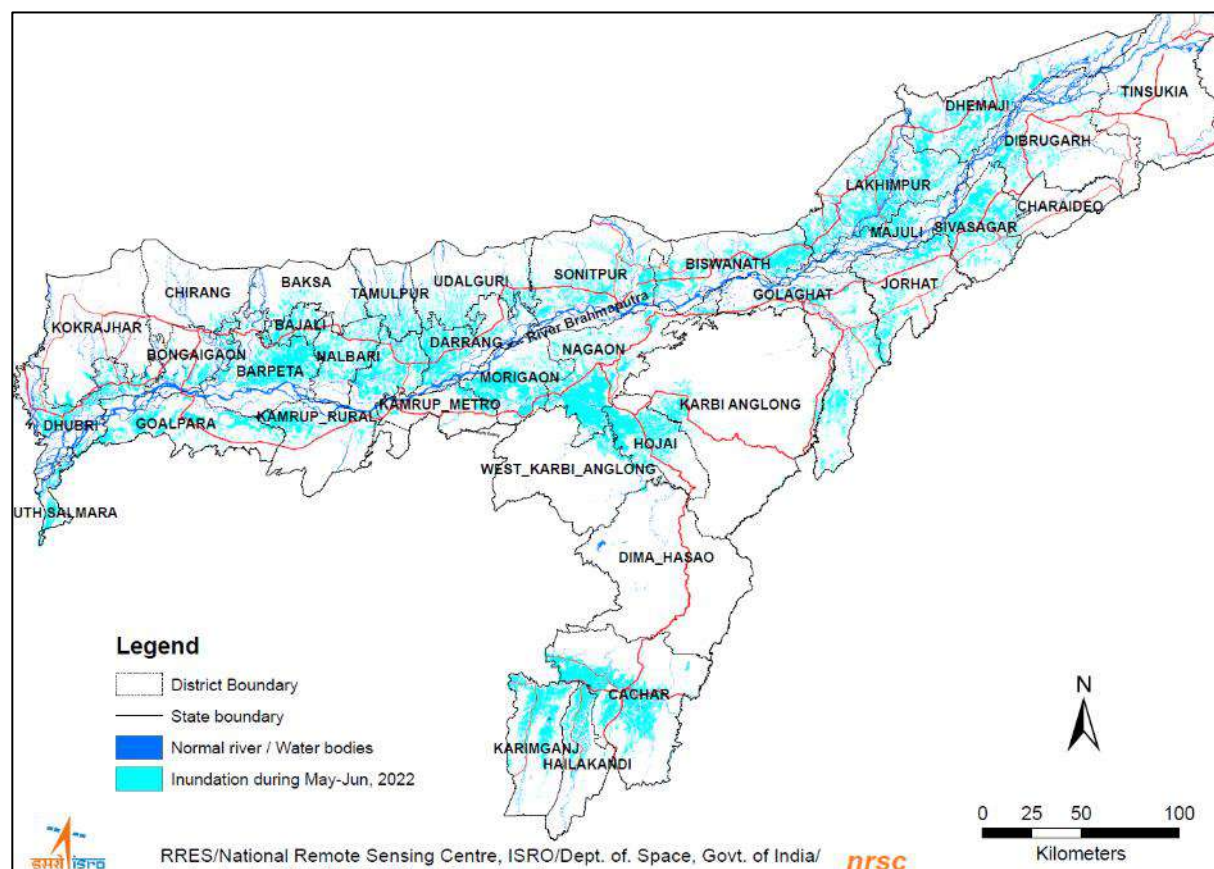 DHEMAJI
TINSUKIA
DIBRUGARH
LAKHIMPUR
CHARAIDEO
MAJULI
SIVASAGAR
BISWANATH
SONITPUR
UDALGURI
BAKSA
TAMULPUR
CHIRANG
GOLAGHAT
JORHAT
River Brahmaputra
KOKRAJHAR
BAJALI
BONGAIGAON
NALBARI
DARRANG
NAGAON
BARPETA
MORIGAON
KAMRUP_METRO
KARBI ANGLONG
KAMRUP_RURAL
GOALPARA
DHUBRI
HOJAI
WEST_KARBI_ANGLONG
UTH SALMARA
DIMA_HASAO
CACHAR
KARIMGANJ
HAILAKANDI
Legend
District Boundary
State boundary
Normal river / Water bodies
Inundation during May-Jun, 2022
N
0 25 50 100
Kilometers
इसरो isro
RRES/National Remote Sensing Centre, ISRO/Dept. of. Space, Govt. of India/
nrsc